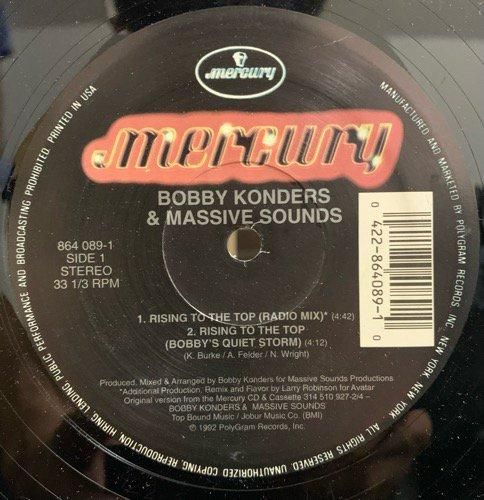 mercury
mercury
BOBBY KONDERS
& MASSIVE SOUNDS
864 089-1
SIDE 1
STEREO
33 1/3 RPM
0 422-864089-1 0
1. RISING TO THE TOP (RADIO MIX)* (4:42)
2. RISING TO THE TOP
(BOBBY'S QUIET STORM) (4:12)
(K. Burke/A. Felder/N. Wright)
Produced, Mixed & Arranged by Bobby Konders for Massive Sounds Productions
*Additional Production, Remix and Flavor by Larry Robinson for Avatar
Original version from the Mercury CD & Cassette 314 510 927-2/4 –
BOBBY KONDERS & MASSIVE SOUNDS
Top Bound Music / Jobur Music Co. (BMI)
℗ 1992 PolyGram Records, Inc.
MANUFACTURED AND MARKETED BY POLYGRAM RECORDS INC. NEW YORK, NEW YORK. ALL RIGHTS RESERVED. UNAUTHORIZED COPYING, REPRODUCTION, HIRING, LENDING, PUBLIC PERFORMANCE AND BROADCASTING PROHIBITED. PRINTED IN USA